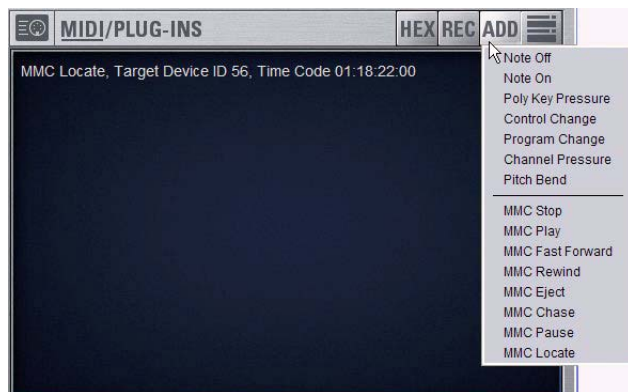 MIDI/PLUG-INS HEX REC ADD
MMC Locate, Target Device ID 56, Time Code 01:18:22:00
Note Off
Note On
Poly Key Pressure
Control Change
Program Change
Channel Pressure
Pitch Bend
MMC Stop
MMC Play
MMC Fast Forward
MMC Rewind
MMC Eject
MMC Chase
MMC Pause
MMC Locate